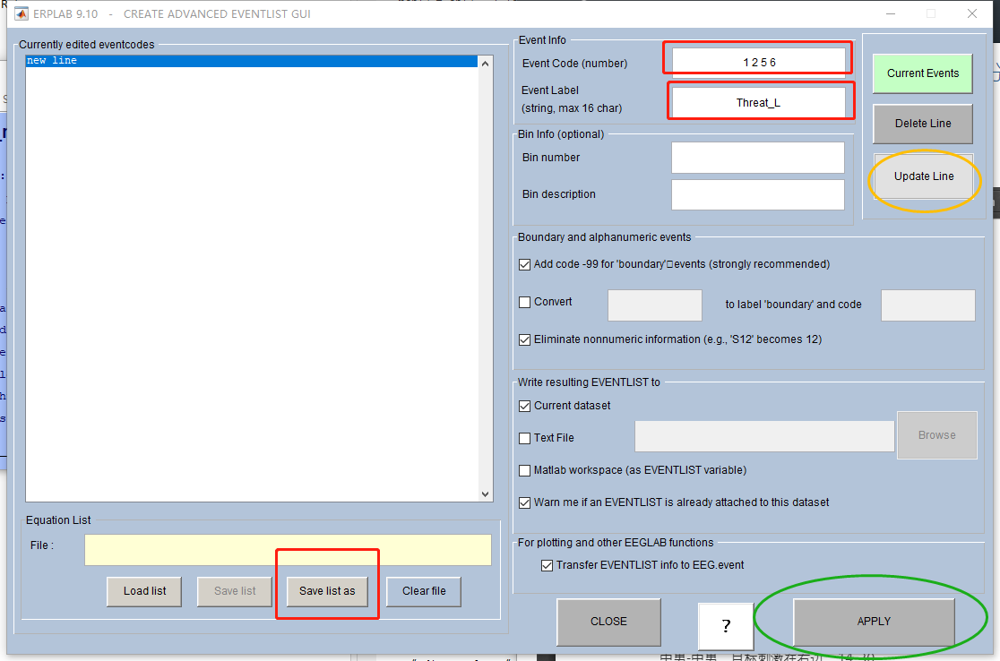 ERPLAB 9.10 - CREATE ADVANCED EVENTLIST GUI
Currently edited eventcodes
new line
Equation List
File :
Load list
Save list
Save list as
Clear file
Event Info
Event Code (number)
1 2 5 6
Event Label
(string, max 16 char)
Threat_L
Bin Info (optional)
Bin number
Bin description
Current Events
Delete Line
Update Line
Boundary and alphanumeric events
Add code -99 for 'boundary'□events (strongly recommended)
Convert
to label 'boundary' and code
Eliminate nonnumeric information (e.g., 'S12' becomes 12)
Write resulting EVENTLIST to
Current dataset
Text File
Browse
Matlab workspace (as EVENTLIST variable)
Warn me if an EVENTLIST is already attached to this dataset
For plotting and other EEGLAB functions
Transfer EVENTLIST info to EEG.event
CLOSE
?
APPLY